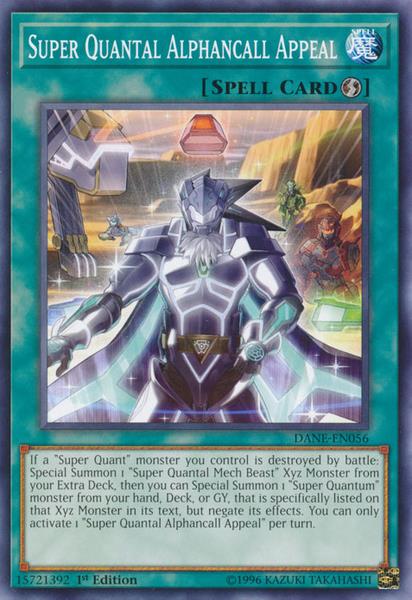 SUPER QUANTAL ALPHANCALL APPEAL
SPELL
魔
[SPELL CARD]
DANE-EN056
If a "Super Quant" monster you control is destroyed by battle:
Special Summon 1 "Super Quantal Mech Beast" Xyz Monster from
your Extra Deck, then you can Special Summon 1 "Super Quantum"
monster from your hand, Deck, or GY, that is specifically listed on
that Xyz Monster in its text, but negate its effects. You can only
activate 1 "Super Quantal Alphancall Appeal" per turn.
15721392 1st Edition ©1996 KAZUKI TAKAHASHI